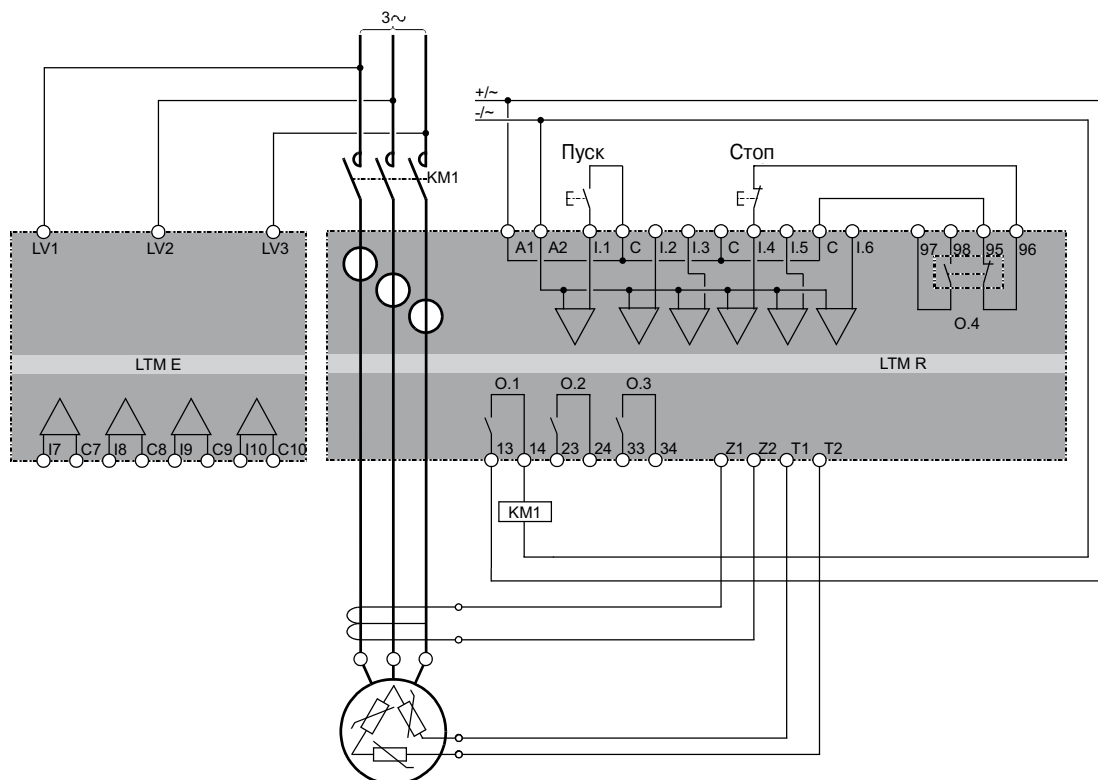 3~
+/~
-/~
Пуск
Стоп
KM1
LV1 LV2 LV3
A1 A2 I.1 C I.2 I.3 C I.4 I.5 C I.6 97 98 95 96
O.4
LTM E
LTM R
O.1 O.2 O.3
I7 C7 I8 C8 I9 C9 I10 C10
13 14 23 24 33 34 Z1 Z2 T1 T2
KM1